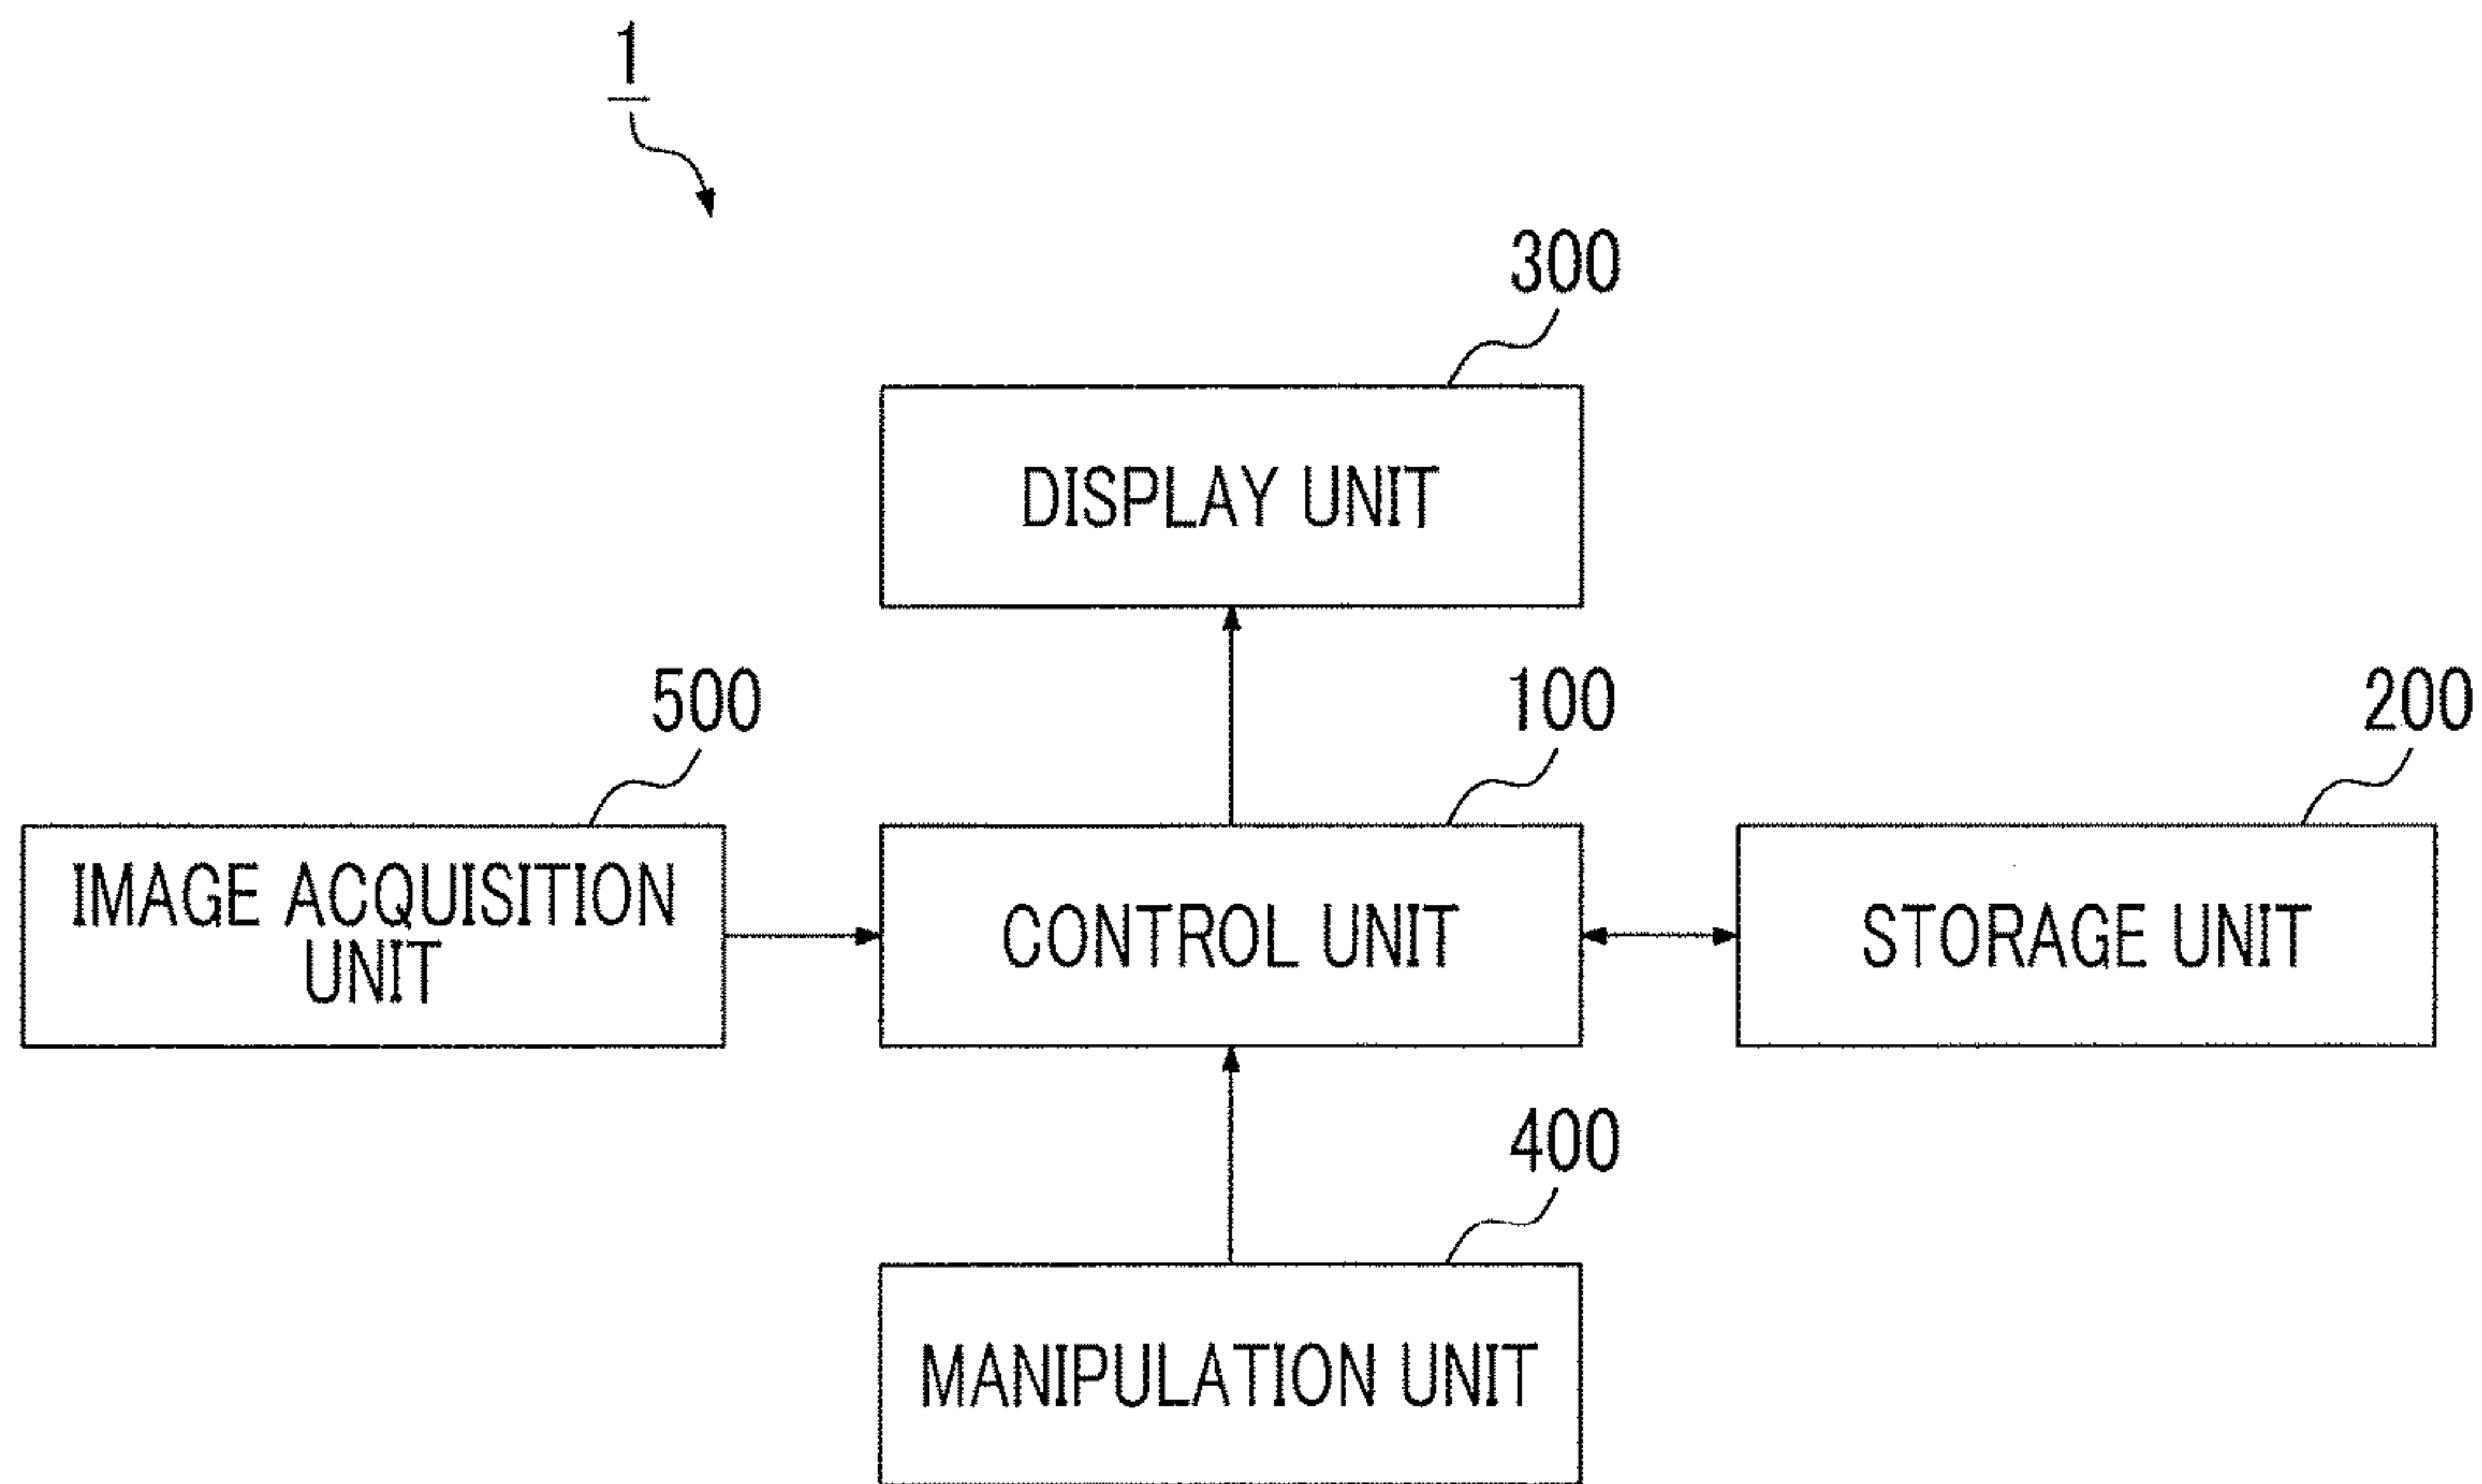 1
300
DISPLAY UNIT
500
100
200
IMAGE ACQUISITION
UNIT
CONTROL UNIT
STORAGE UNIT
400
MANIPULATION UNIT